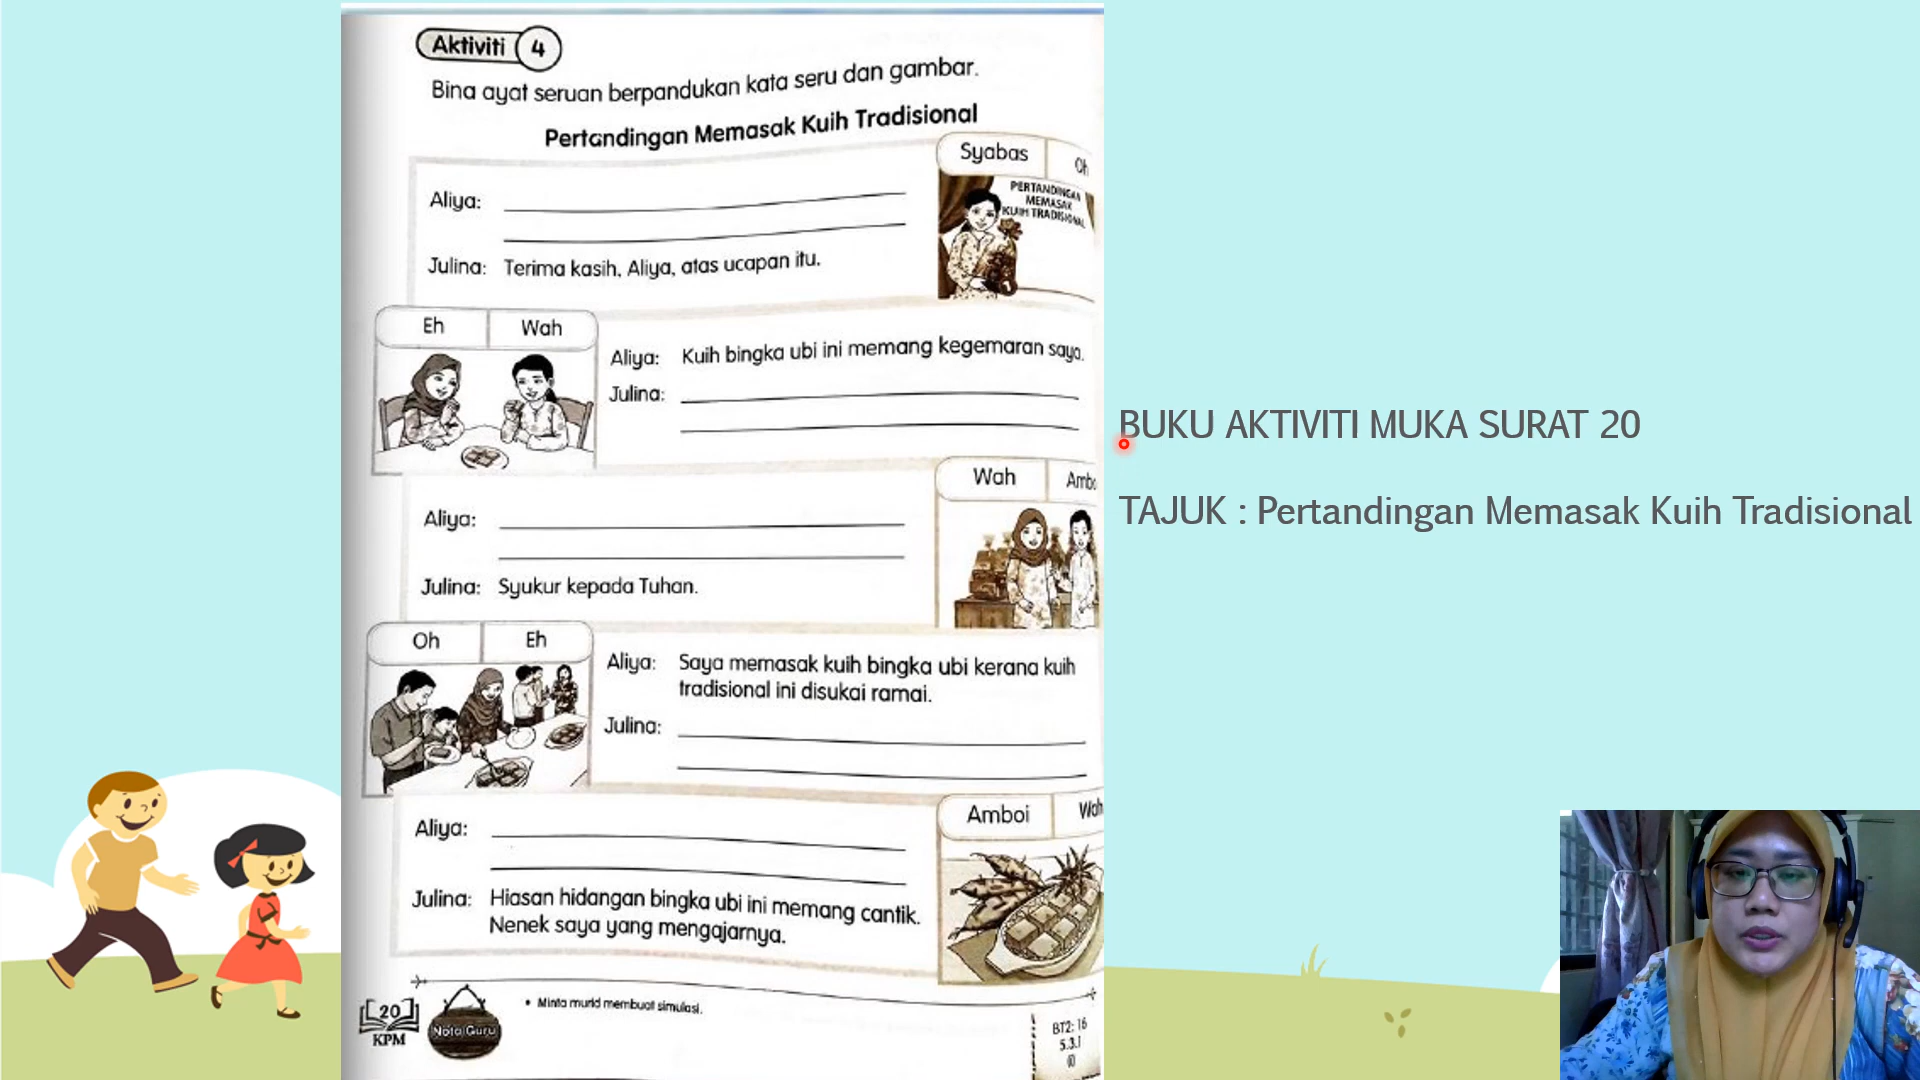 Aktiviti 4
Bina ayat seruan berpandukan kata seru dan gambar.
Pertandingan Memasak Kuih Tradisional
Syabas Oh
PERTANDINGAN
MEMASAK
KUIH TRADISIONAL
Aliya:
Julina: Terima kasih, Aliya, atas ucapan itu.
Eh Wah
Aliya: Kuih bingka ubi ini memang kegemaran saya.
Julina:
Wah Ambo
Aliya:
Julina: Syukur kepada Tuhan.
Oh Eh
Aliya: Saya memasak kuih bingka ubi kerana kuih
tradisional ini disukai ramai.
Julina:
Amboi Wah
Aliya:
Julina: Hiasan hidangan bingka ubi ini memang cantik.
Nenek saya yang mengajarnya.
20
KPM
Nota Guru
• Minta murid membuat simulasi.
BT2: 16
5.3.1
(i)
BUKU AKTIVITI MUKA SURAT 20
TAJUK : Pertandingan Memasak Kuih Tradisional